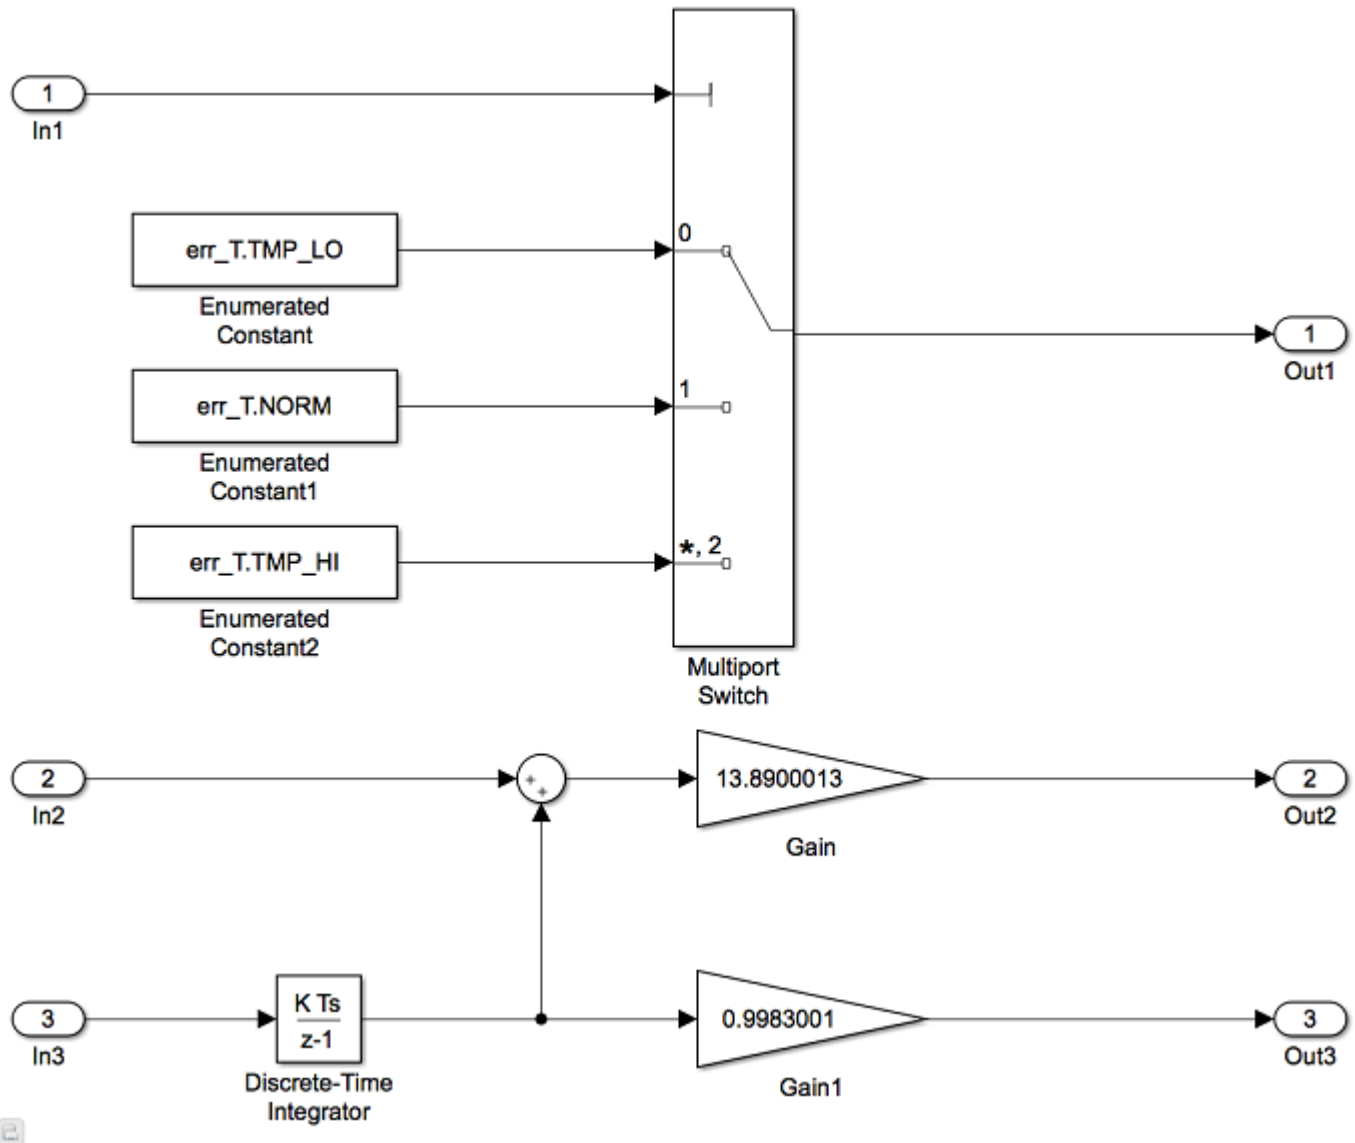 1
In1
0
err_T.TMP_LO
Enumerated
Constant
1
Out1
1
err_T.NORM
Enumerated
Constant1
*, 2
err_T.TMP_HI
Enumerated
Constant2
Multiport
Switch
2
In2
+
+
13.8900013
Gain
2
Out2
3
In3
K Ts
z-1
Discrete-Time
Integrator
0.9983001
Gain1
3
Out3